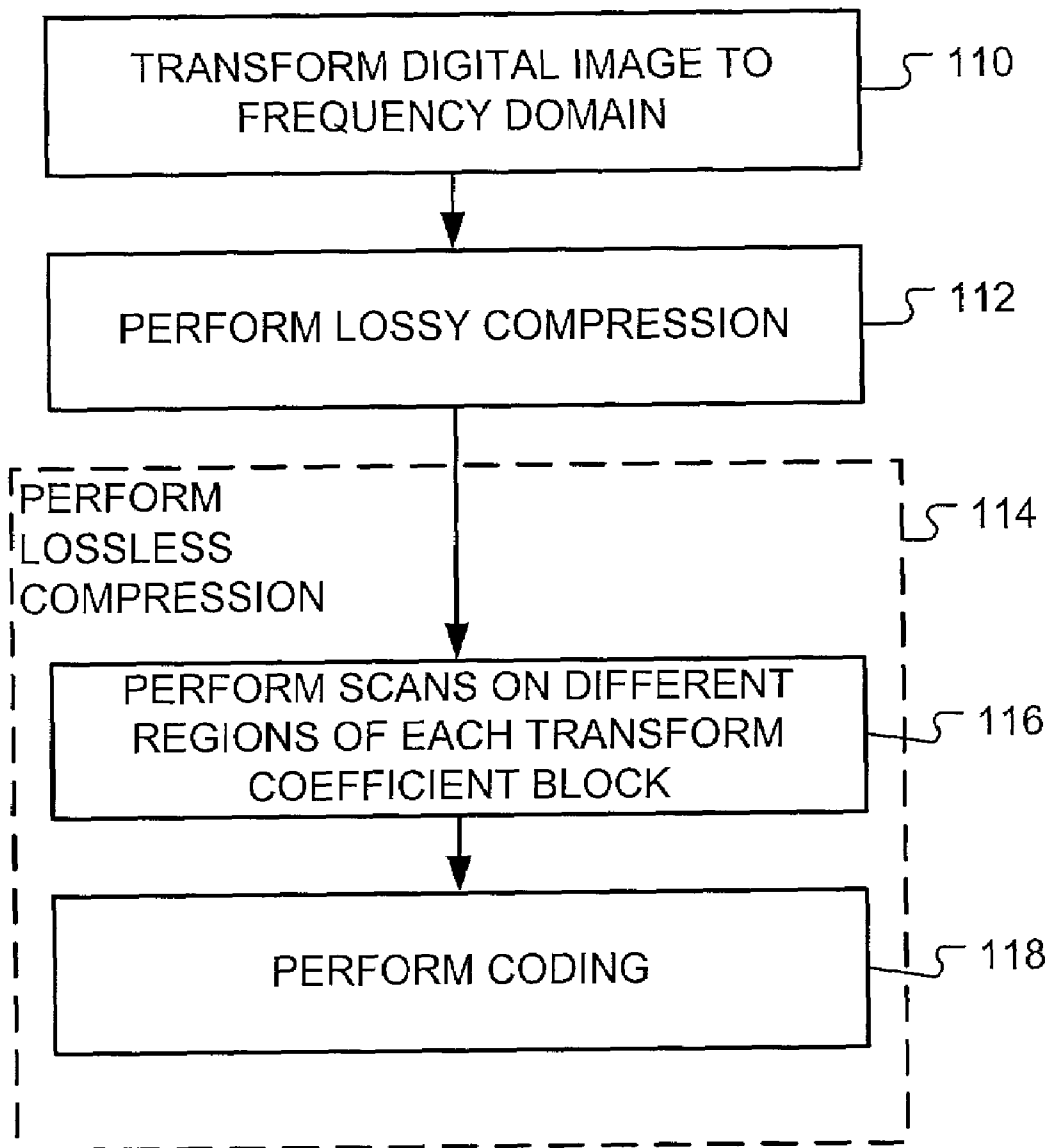 TRANSFORM DIGITAL IMAGE TO
FREQUENCY DOMAIN
110
PERFORM LOSSY COMPRESSION
112
PERFORM
LOSSLESS
COMPRESSION
114
PERFORM SCANS ON DIFFERENT
REGIONS OF EACH TRANSFORM
COEFFICIENT BLOCK
116
PERFORM CODING
118